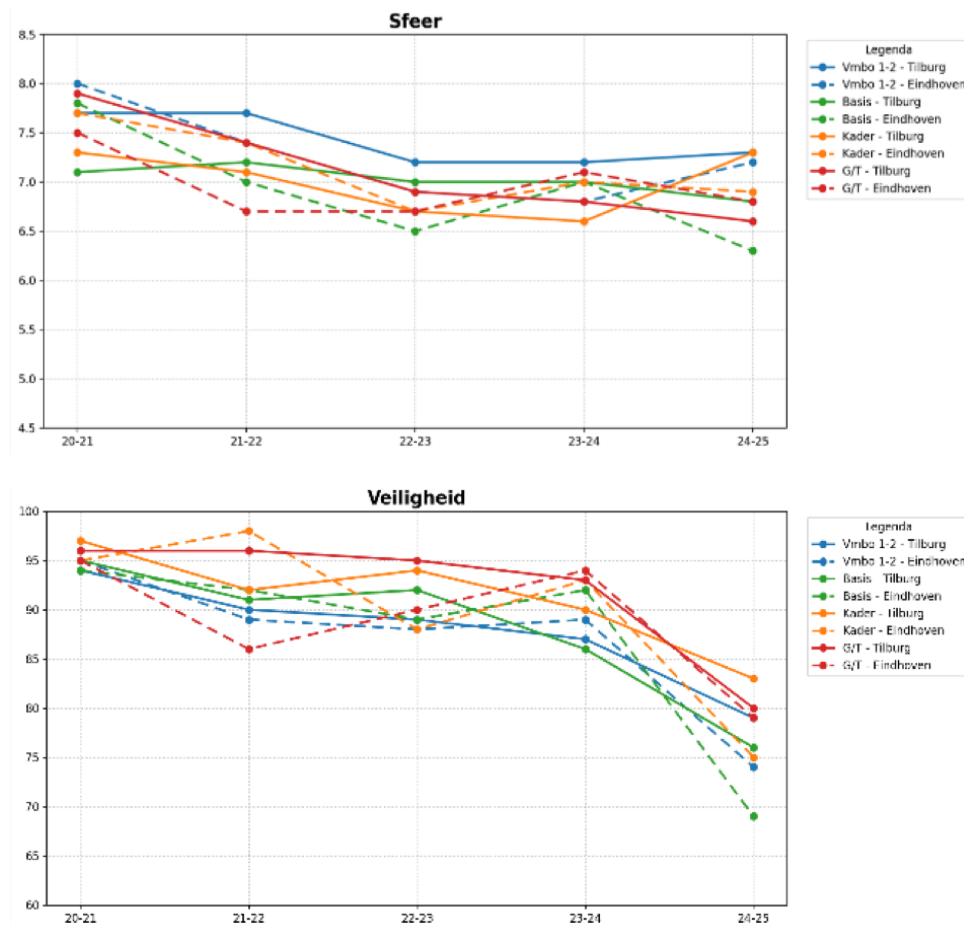 Sfeer
8.5
8.0
7.5
7.0
6.5
6.0
5.5
5.0
4.5
20-21
21-22
22-23
23-24
24-25
Legenda
Vmbo 1-2 - Tilburg
Vmbo 1-2 - Eindhoven
Basis - Tilburg
Basis - Eindhoven
Kader - Tilburg
Kader - Eindhoven
G/T - Tilburg
G/T - Eindhoven
Veiligheid
100
95
90
85
80
75
70
65
60
20-21
21-22
22-23
23-24
24-25
Legenda
Vmbo 1-2 - Tilburg
Vmbo 1-2 - Eindhoven
Basis - Tilburg
Basis - Eindhoven
Kader - Tilburg
Kader - Eindhoven
G/T - Tilburg
G/T - Eindhoven